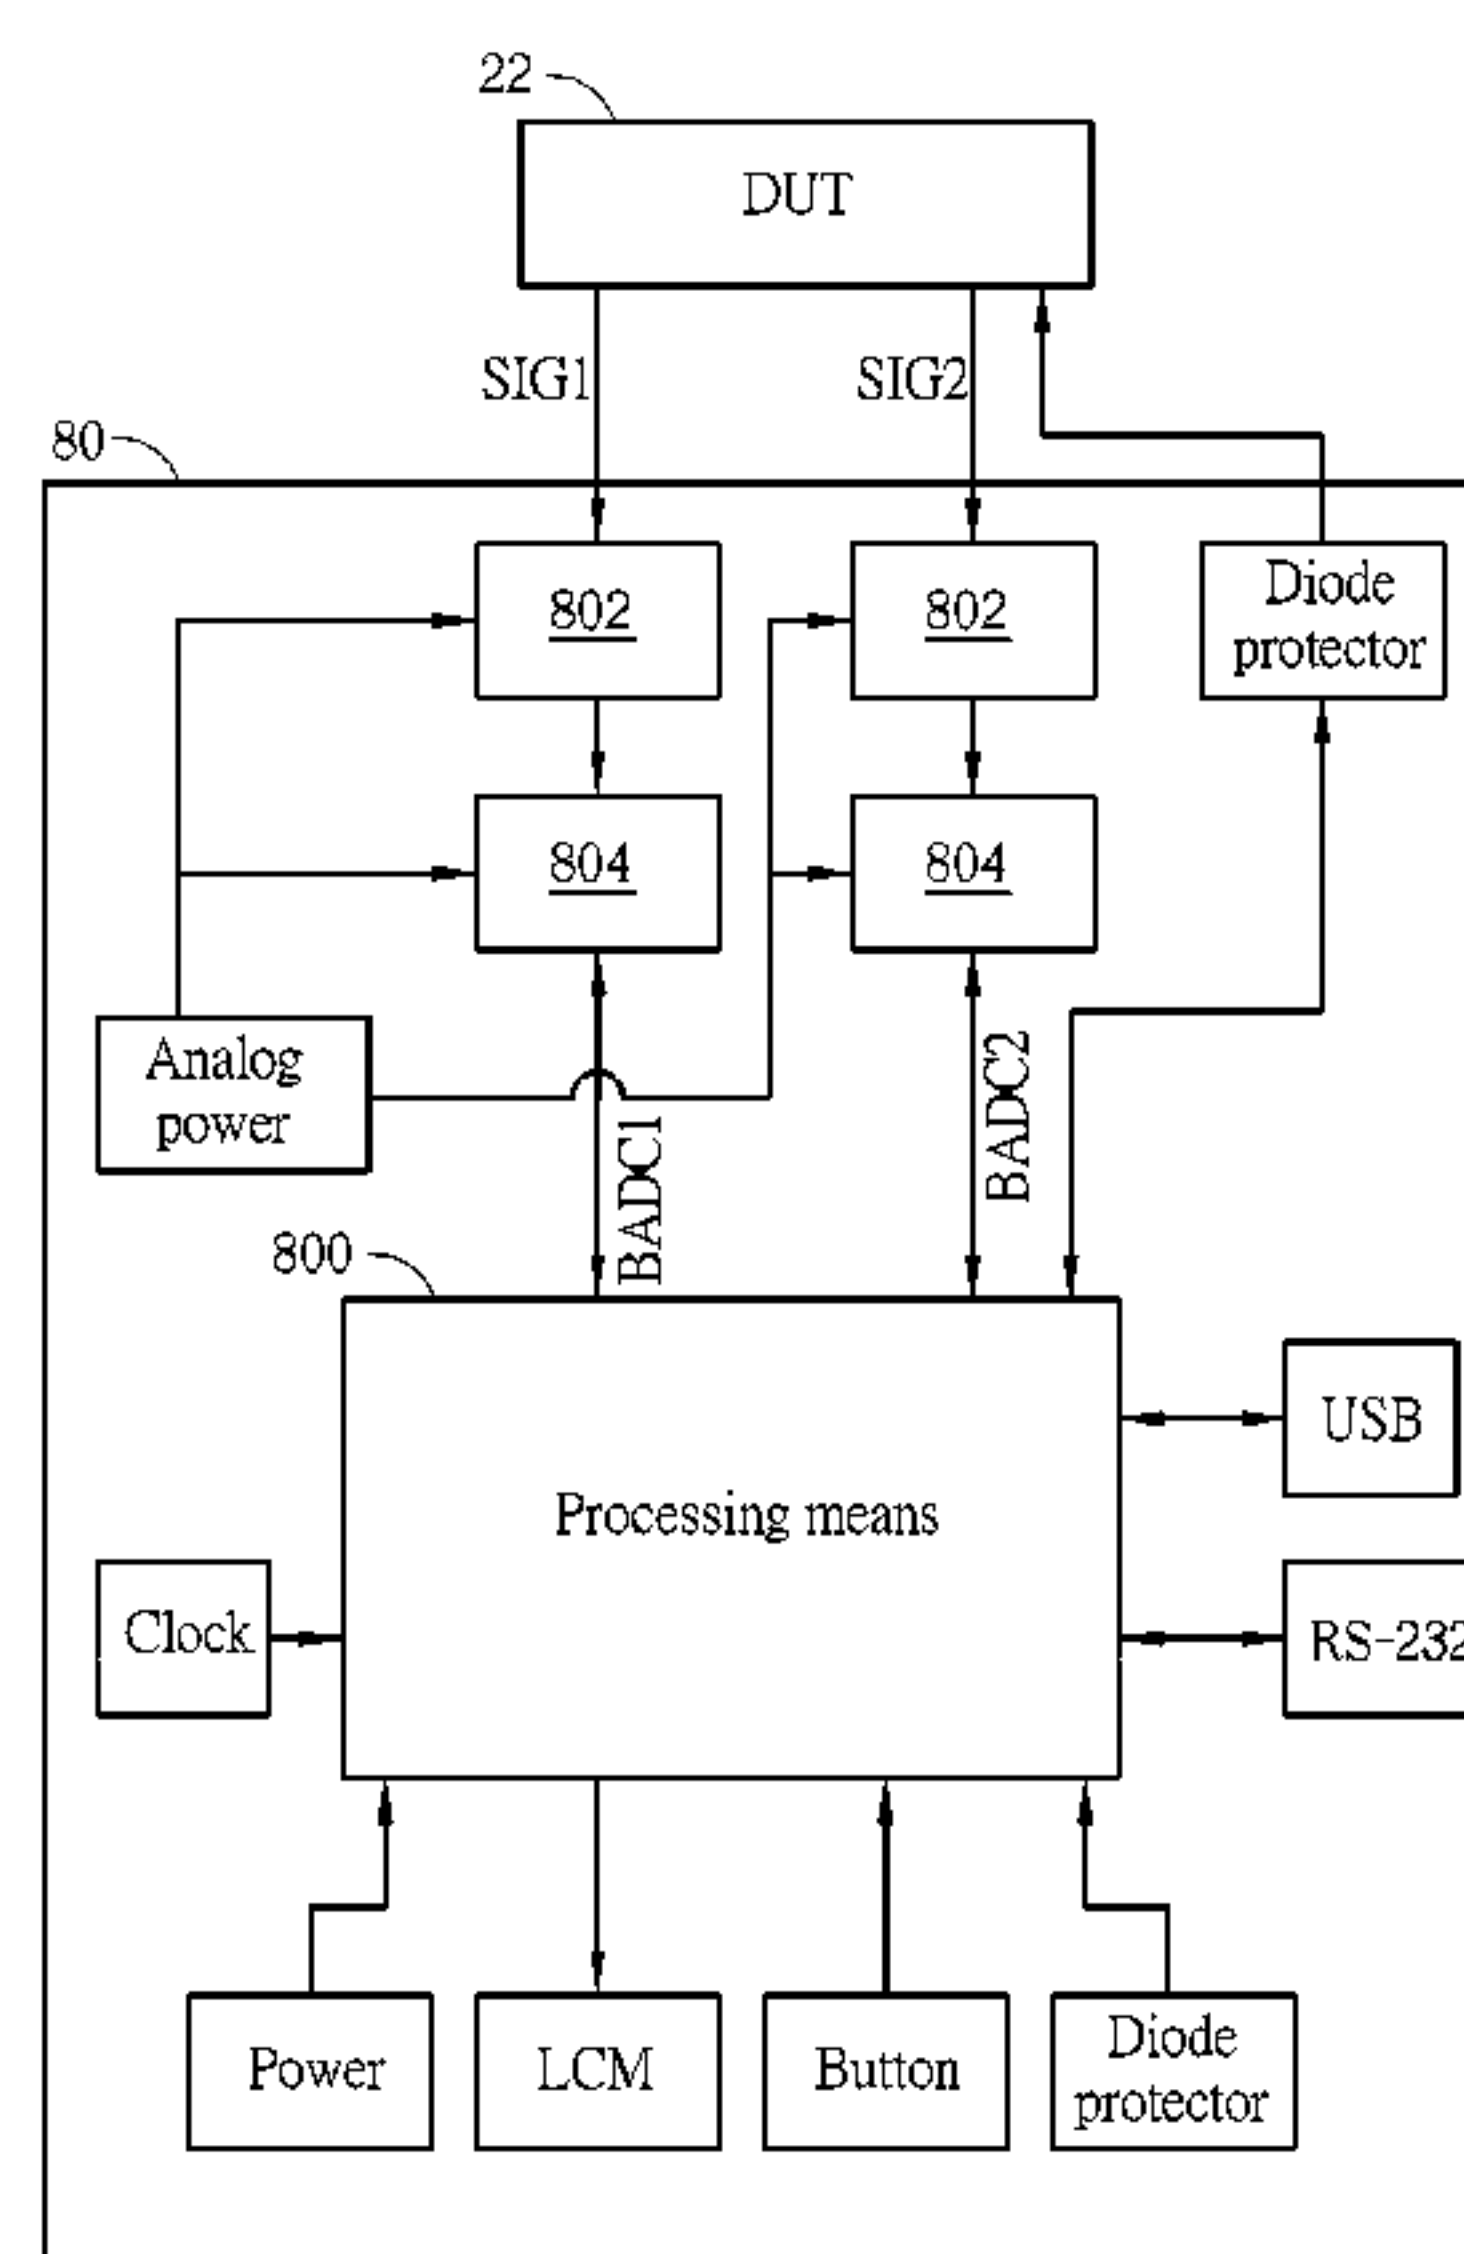 22
DUT
SIG1
SIG2
80
802
802
Diode
protector
804
804
Analog
power
BADC1
BADC2
800
Processing means
USB
Clock
RS-232
Power
LCM
Button
Diode
protector